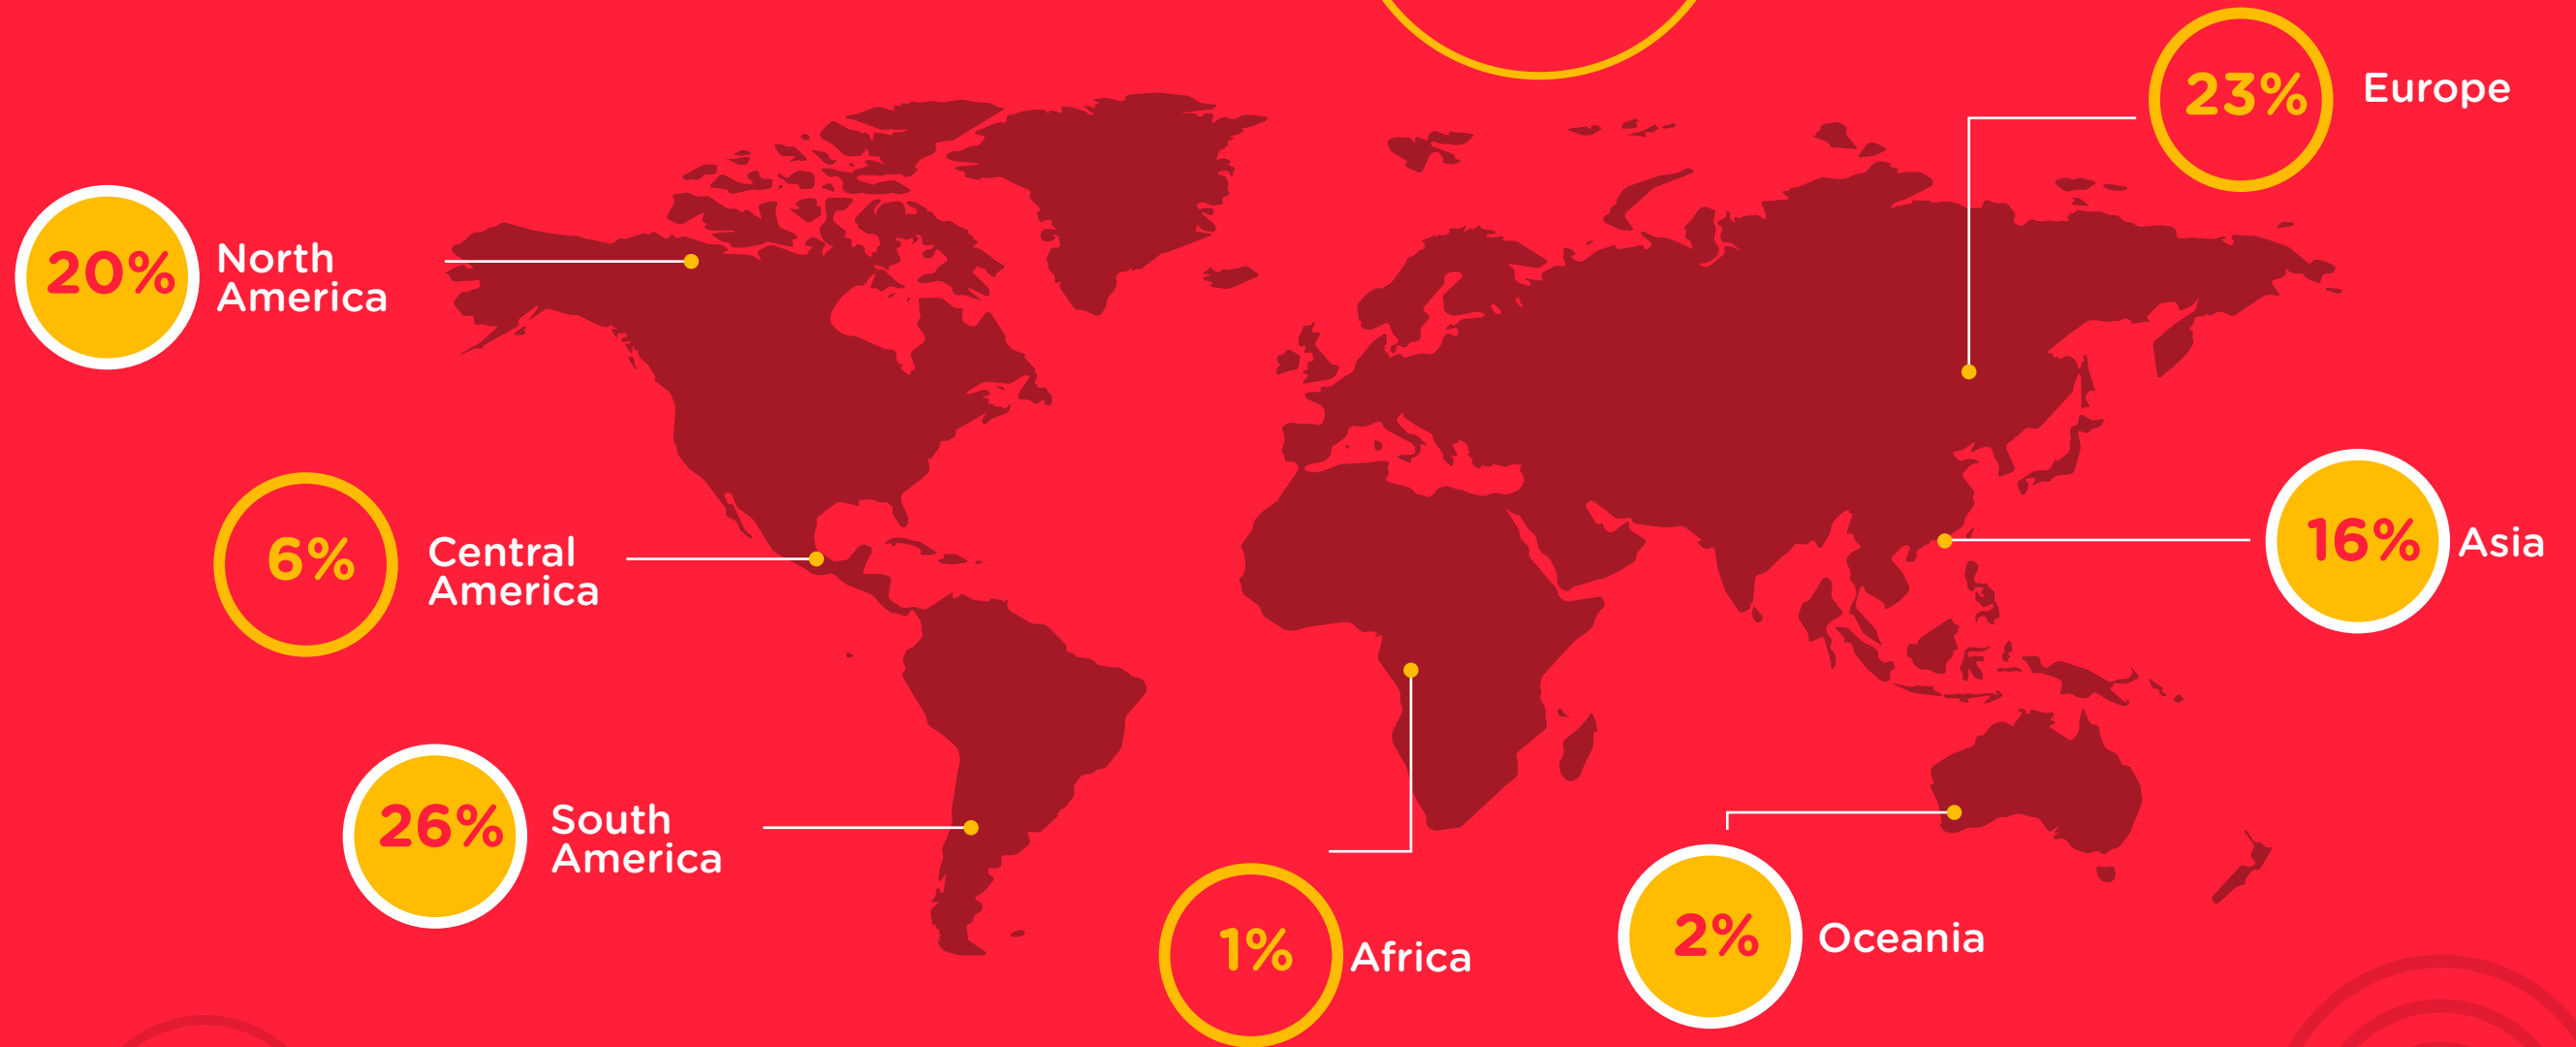 23%
Europe
20%
North
America
6%
Central
America
16%
Asia
26%
South
America
1%
Africa
2%
Oceania